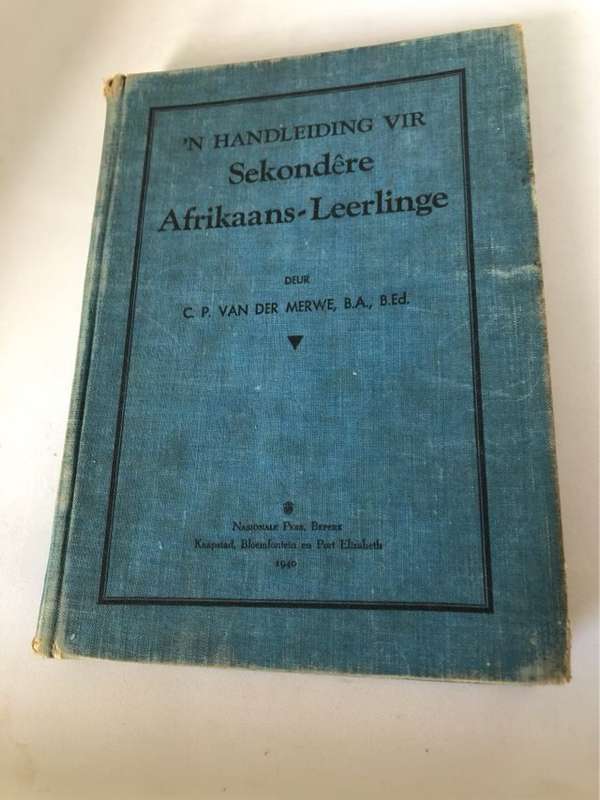 'N HANDLEIDING VIR
Sekondêre
Afrikaans-Leerlinge
DEUR
C. P. VAN DER MERWE, B.A., B.Ed.
NASIONALE PERS, BEPERK
Kaapstad, Bloemfontein en Port Elizabeth
1940